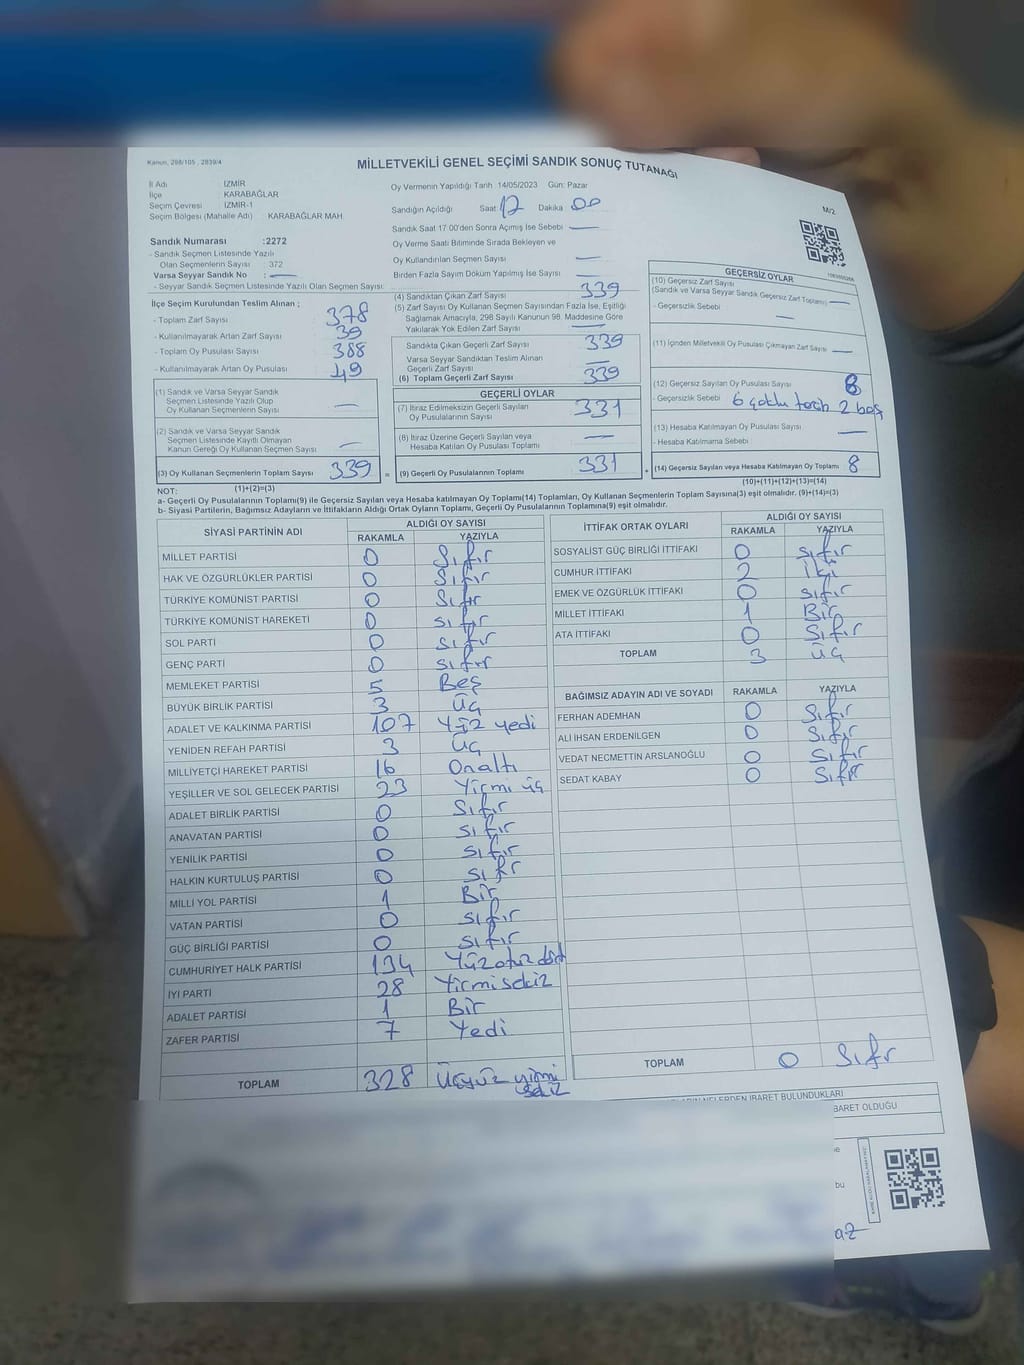 Kanun, 298/105 , 2839/4
MİLLETVEKİLİ GENEL SEÇİMİ SANDIK SONUÇ TUTANAĞI
M/2
İl Adı : İZMİR
İlçe : KARABAĞLAR
Seçim Çevresi : İZMİR-1
Seçim Bölgesi (Mahalle Adı) : KARABAĞLAR MAH.
Sandık Numarası :2272
- Sandık Seçmen Listesinde Yazılı
Olan Seçmenlerin Sayısı : 372
Varsa Seyyar Sandık No : —
- Seyyar Sandık Seçmen Listesinde Yazılı Olan Seçmen Sayısı:
Oy Vermenin Yapıldığı Tarih 14/05/2023 Gün: Pazar
Sandığın Açıldığı Saat 17 Dakika 00
Sandık Saat 17:00'den Sonra Açımış İse Sebebi —
Oy Verme Saati Bitiminde Sırada Bekleyen ve
Oy Kullandırılan Seçmen Sayısı —
Birden Fazla Sayım Döküm Yapılmış İse Sayısı —
İlçe Seçim Kurulundan Teslim Alınan ;
- Toplam Zarf Sayısı 378
- Kullanılmayarak Artan Zarf Sayısı 39
- Toplam Oy Pusulası Sayısı 388
- Kullanılmayarak Artan Oy Pusulası 49
(1) Sandık ve Varsa Seyyar Sandık
Seçmen Listesinde Yazılı Olup
Oy Kullanan Seçmenlerin Sayısı —
(2) Sandık ve Varsa Seyyar Sandık
Seçmen Listesinde Kayıtlı Olmayan
Kanun Gereği Oy Kullanan Seçmen Sayısı —
(3) Oy Kullanan Seçmenlerin Toplam Sayısı 339
(1)+(2)=(3)
(4) Sandıktan Çıkan Zarf Sayısı 339
(5) Zarf Sayısı Oy Kullanan Seçmen Sayısından Fazla İse, Eşitliği
Sağlamak Amacıyla, 298 Sayılı Kanunun 98. Maddesine Göre
Yakılarak Yok Edilen Zarf Sayısı —
Sandıkta Çıkan Geçerli Zarf Sayısı 339
Varsa Seyyar Sandıktan Teslim Alınan
Geçerli Zarf Sayısı —
(6) Toplam Geçerli Zarf Sayısı 339
GEÇERLİ OYLAR
(7) İtiraz Edilmeksizin Geçerli Sayılan
Oy Pusulalarının Sayısı 331
(8) İtiraz Üzerine Geçerli Sayılan veya
Hesaba Katılan Oy Pusulası Toplamı —
= (9) Geçerli Oy Pusulalarının Toplamı 331
GEÇERSİZ OYLAR
(10) Geçersiz Zarf Sayısı
(Sandık ve Varsa Seyyar Sandık Geçersiz Zarf Toplamı) —
- Geçersizlik Sebebi —
(11) İçinden Milletvekili Oy Pusulası Çıkmayan Zarf Sayısı —
(12) Geçersiz Sayılan Oy Pusulası Sayısı 8
- Geçersizlik Sebebi 6 çoklu tercih 2 boş
(13) Hesaba Katılmayan Oy Pusulası Sayısı —
- Hesaba Katılmama Sebebi
+ (14) Geçersiz Sayılan veya Hesaba Katılmayan Oy Toplamı 8
(10)+(11)+(12)+(13)=(14)
NOT:
a- Geçerli Oy Pusulalarının Toplamı(9) ile Geçersiz Sayılan veya Hesaba katılmayan Oy Toplamı(14) Toplamları, Oy Kullanan Seçmenlerin Toplam Sayısına(3) eşit olmalıdır. (9)+(14)=(3)
b- Siyasi Partilerin, Bağımsız Adayların ve İttifakların Aldığı Ortak Oyların Toplamı, Geçerli Oy Pusulalarının Toplamına(9) eşit olmalıdır.
SİYASİ PARTİNİN ADI
ALDIĞI OY SAYISI
RAKAMLA YAZIYLA
MİLLET PARTİSİ 0 Sıfır
HAK VE ÖZGÜRLÜKLER PARTİSİ 0 Sıfır
TÜRKİYE KOMÜNİST PARTİSİ 0 Sıfır
TÜRKİYE KOMÜNİST HAREKETİ 0 sıfır
SOL PARTİ 0 sıfır
GENÇ PARTİ 0 sıfır
MEMLEKET PARTİSİ 5 Beş
BÜYÜK BİRLİK PARTİSİ 3 Üç
ADALET VE KALKINMA PARTİSİ 107 Yüz yedi
YENİDEN REFAH PARTİSİ 3 Üç
MİLLİYETÇİ HAREKET PARTİSİ 16 Onaltı
YEŞİLLER VE SOL GELECEK PARTİSİ 23 Yirmi üç
ADALET BİRLİK PARTİSİ 0 Sıfır
ANAVATAN PARTİSİ 0 sıfır
YENİLİK PARTİSİ 0 sıfır
HALKIN KURTULUŞ PARTİSİ 0 sıfır
MİLLİ YOL PARTİSİ 1 Bir
VATAN PARTİSİ 0 sıfır
GÜÇ BİRLİĞİ PARTİSİ 0 sıfır
CUMHURİYET HALK PARTİSİ 134 Yüzotuzdört
İYİ PARTİ 28 Yirmisekiz
ADALET PARTİSİ 1 Bir
ZAFER PARTİSİ 7 Yedi
TOPLAM 328 Üçyüz yirmi
sekiz
İTTİFAK ORTAK OYLARI
ALDIĞI OY SAYISI
RAKAMLA YAZIYLA
SOSYALİST GÜÇ BİRLİĞİ İTTİFAKI 0 sıfır
CUMHUR İTTİFAKI 2 İki
EMEK VE ÖZGÜRLÜK İTTİFAKI 0 sıfır
MİLLET İTTİFAKI 1 Bir
ATA İTTİFAKI 0 Sıfır
TOPLAM 3 üç
BAĞIMSIZ ADAYIN ADI VE SOYADI RAKAMLA YAZIYLA
FERHAN ADEMHAN 0 Sıfır
ALİ İHSAN ERDENİLGEN 0 Sıfır
VEDAT NECMETTİN ARSLANOĞLU 0 Sıfır
SEDAT KABAY 0 Sıfır
TOPLAM 0 Sıfır
NELERDEN İBARET BULUNDUKLARI
BARET OLDUĞU
bu
az